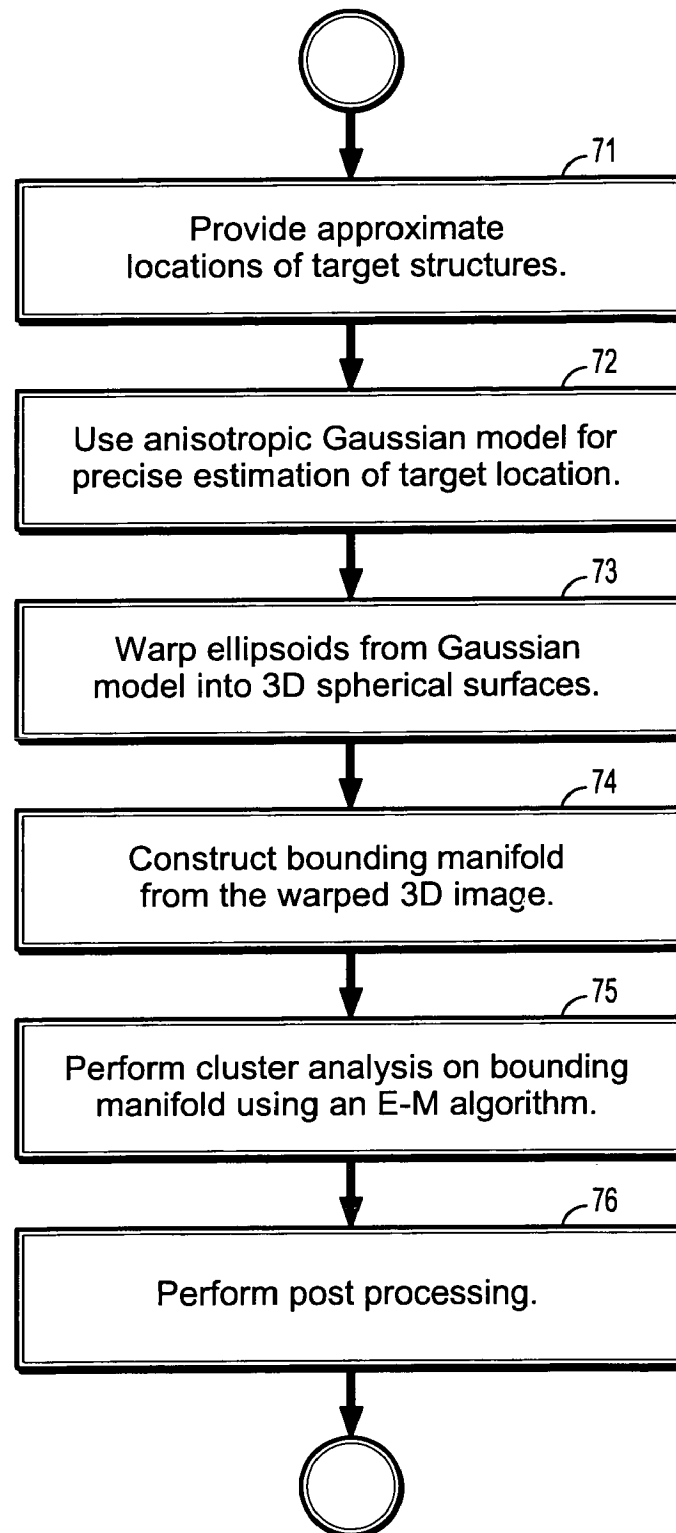 71
Provide approximate
locations of target structures.
72
Use anisotropic Gaussian model for
precise estimation of target location.
73
Warp ellipsoids from Gaussian
model into 3D spherical surfaces.
74
Construct bounding manifold
from the warped 3D image.
75
Perform cluster analysis on bounding
manifold using an E-M algorithm.
76
Perform post processing.